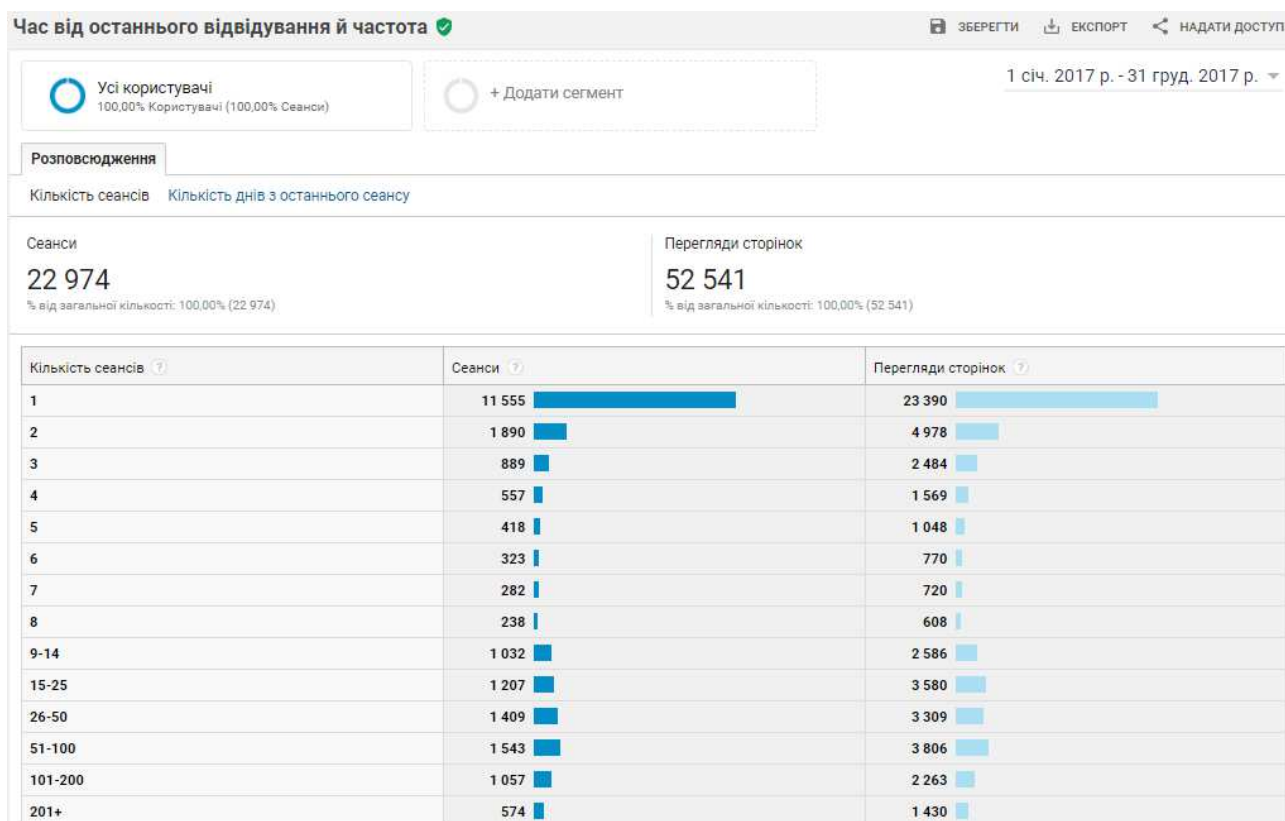 Час від останнього відвідування й частота
ЗБЕРЕГТИ ЕКСПОРТ НАДАТИ ДОСТУП
Усі користувачі
100,00% Користувачі (100,00% Сеанси)
+ Додати сегмент
1 січ. 2017 р. - 31 груд. 2017 р.
Розповсюдження
Кількість сеансів Кількість днів з останнього сеансу
Сеанси Перегляди сторінок
22 974 52 541
% від загальної кількості: 100,00% (22 974) % від загальної кількості: 100,00% (52 541)
Кількість сеансів ? Сеанси ? Перегляди сторінок ?
1 11 555 23 390
2 1 890 4 978
3 889 2 484
4 557 1 569
5 418 1 048
6 323 770
7 282 720
8 238 608
9-14 1 032 2 586
15-25 1 207 3 580
26-50 1 409 3 309
51-100 1 543 3 806
101-200 1 057 2 263
201+ 574 1 430